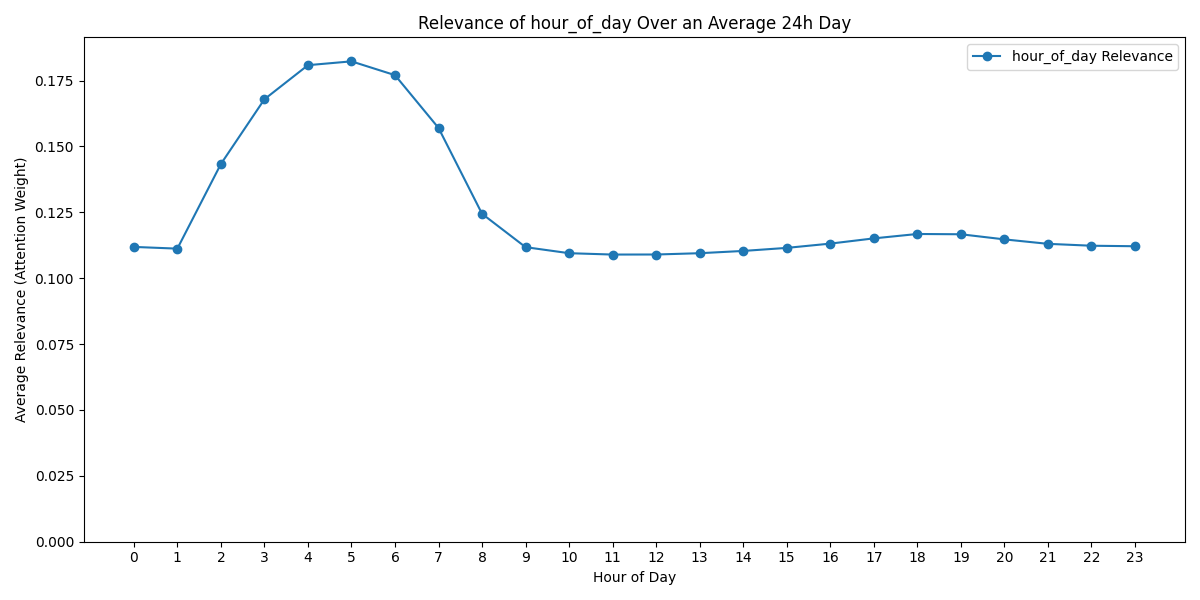 Relevance of hour_of_day Over an Average 24h Day
hour_of_day Relevance
Average Relevance (Attention Weight)
0.175
0.150
0.125
0.100
0.075
0.050
0.025
0.000
0 1 2 3 4 5 6 7 8 9 10 11 12 13 14 15 16 17 18 19 20 21 22 23
Hour of Day